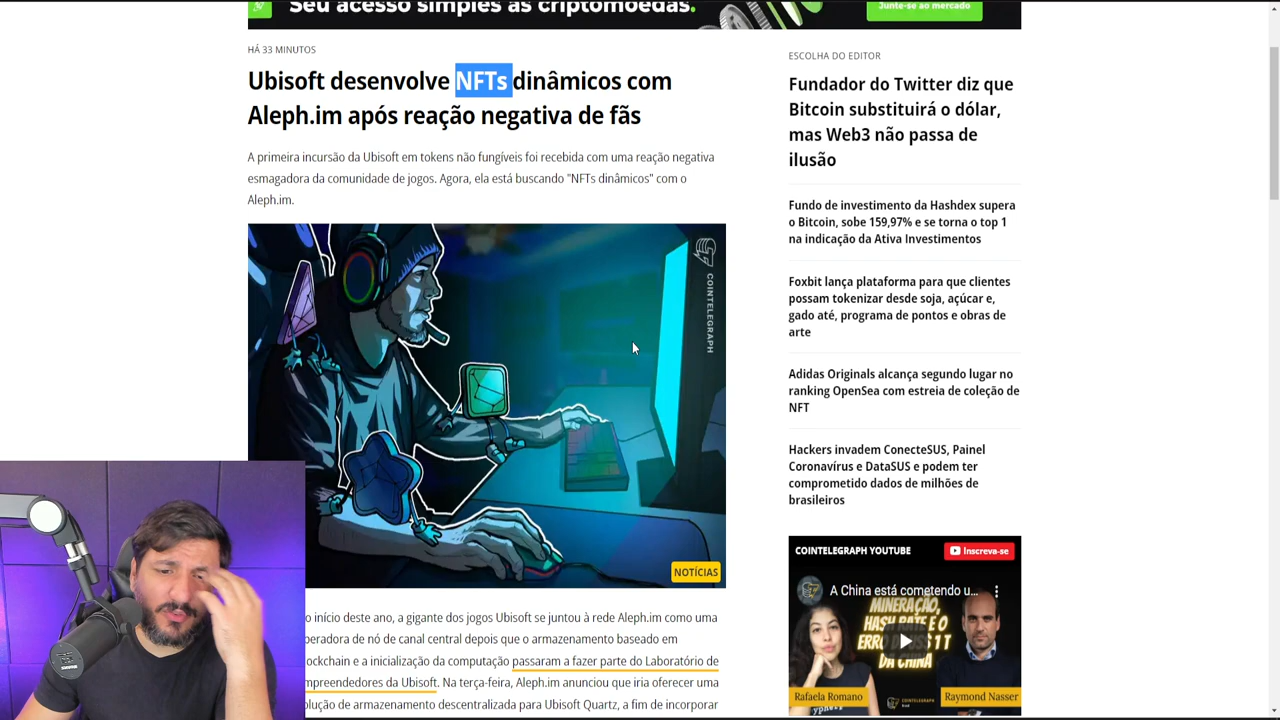 Seu acesso simples às criptomoedas.
Junte-se ao mercado
HÁ 33 MINUTOS
Ubisoft desenvolve NFTs dinâmicos com
Aleph.im após reação negativa de fãs
A primeira incursão da Ubisoft em tokens não fungíveis foi recebida com uma reação negativa
esmagadora da comunidade de jogos. Agora, ela está buscando "NFTs dinâmicos" com o
Aleph.im.
COINTELEGRAPH
NOTÍCIAS
o início deste ano, a gigante dos jogos Ubisoft se juntou à rede Aleph.im como uma
peradora de nó de canal central depois que o armazenamento baseado em
ockchain e a inicialização da computação passaram a fazer parte do Laboratório de
mpreendedores da Ubisoft. Na terça-feira, Aleph.im anunciou que iria oferecer uma
orção de armazenamento descentralizada para Ubisoft Quartz, a fim de incorporar
ESCOLHA DO EDITOR
Fundador do Twitter diz que
Bitcoin substituirá o dólar,
mas Web3 não passa de
ilusão
Fundo de investimento da Hashdex supera
o Bitcoin, sobe 159,97% e se torna o top 1
na indicação da Ativa Investimentos
Foxbit lança plataforma para que clientes
possam tokenizar desde soja, açúcar e,
gado até, programa de pontos e obras de
arte
Adidas Originals alcança segundo lugar no
ranking OpenSea com estreia de coleção de
NFT
Hackers invadem ConecteSUS, Painel
Coronavírus e DataSUS e podem ter
comprometido dados de milhões de
brasileiros
COINTELEGRAPH YOUTUBE
Inscreva-se
A China está cometendo u...
MINERAÇÃO,
HASH RATE E O
ERRO
DA CHINA
Rafaela Romano
COINTELEGRAPH
Raymond Nasser